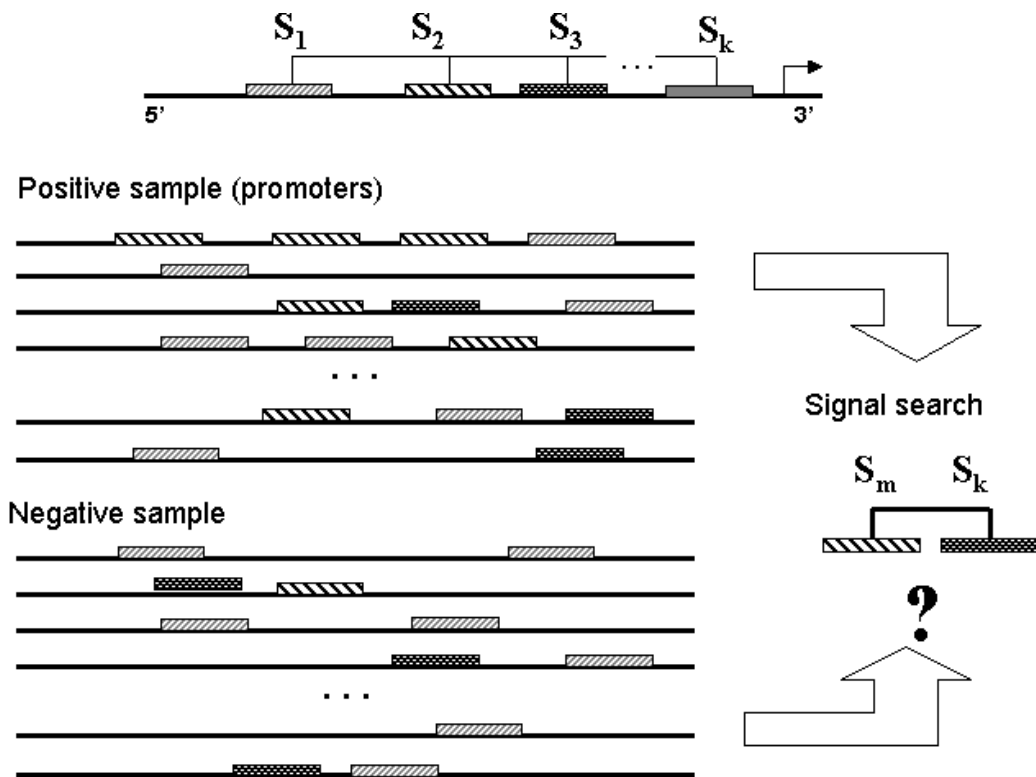 S1 S2 S3 . . . Sk
5’ 3’
Positive sample (promoters)
. . .
Signal search
Sm Sk
Negative sample
?
. . .